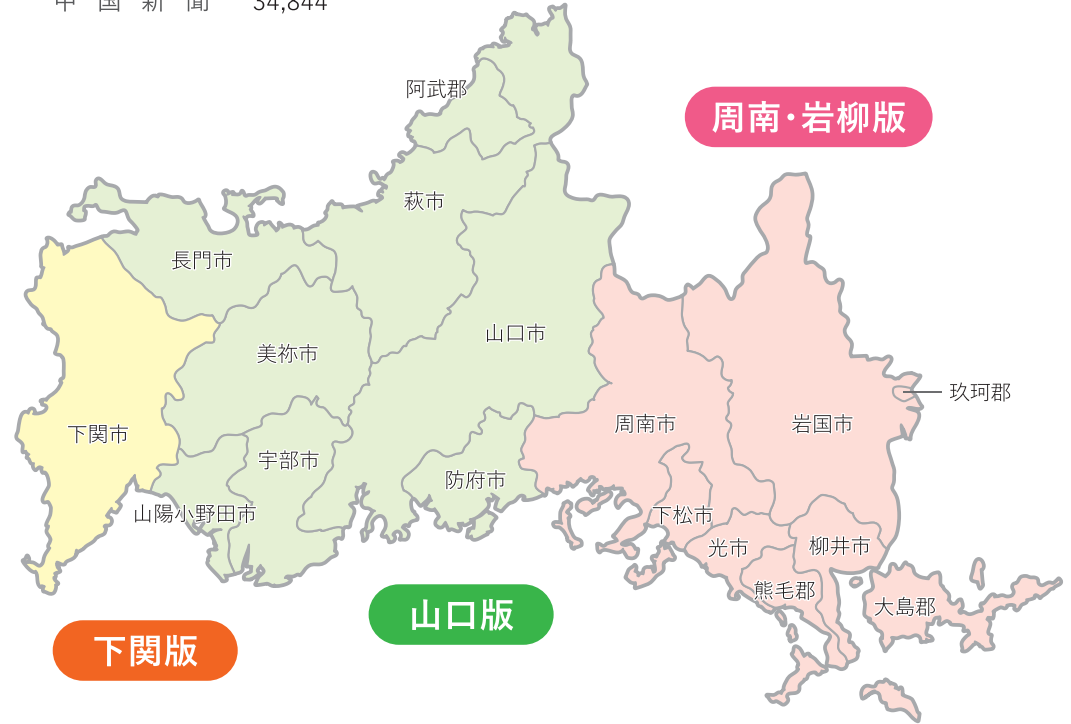 中国新聞 34,844
阿武郡
周南・岩柳版
萩市
長門市
山口市
美祢市
玖珂郡
周南市
岩国市
下関市
宇部市
防府市
山陽小野田市
下松市
光市
柳井市
熊毛郡
大島郡
山口版
下関版